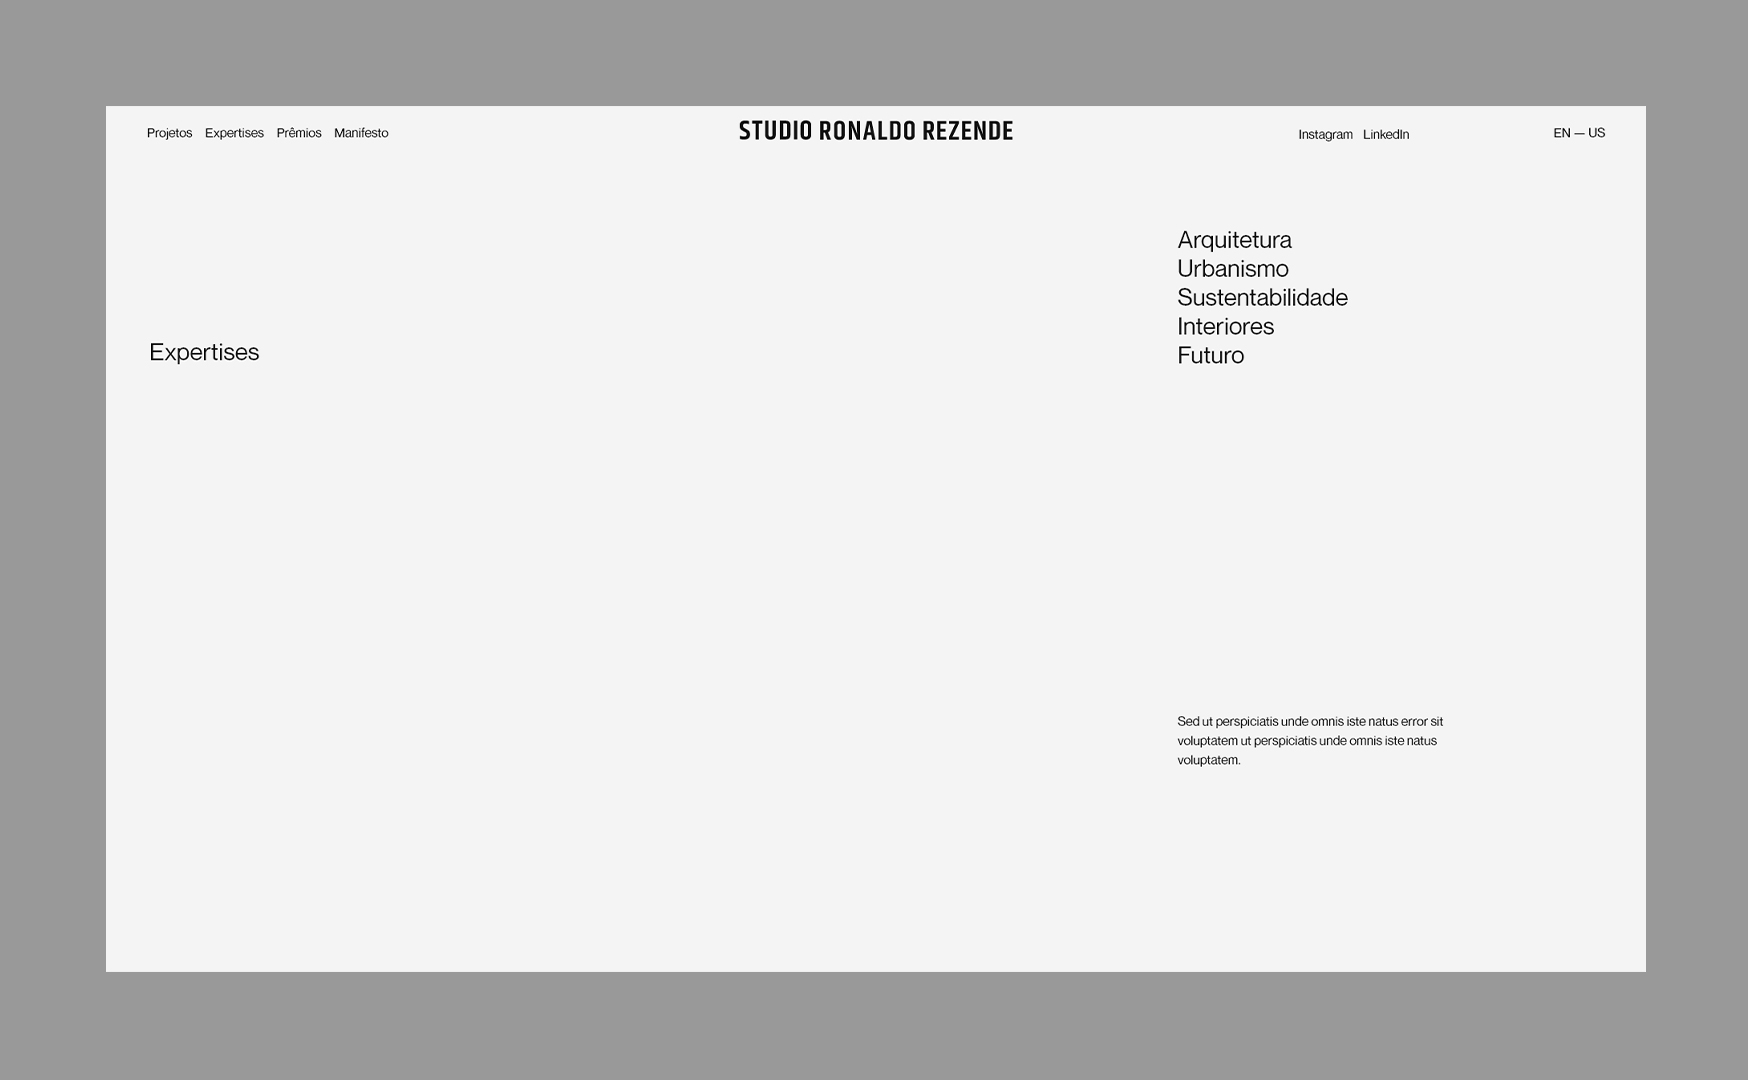 Projetos Expertises Prêmios Manifesto
STUDIO RONALDO REZENDE
Instagram LinkedIn
EN — US
Expertises
Arquitetura
Urbanismo
Sustentabilidade
Interiores
Futuro
Sed ut perspiciatis unde omnis iste natus error sit
voluptatem ut perspiciatis unde omnis iste natus
voluptatem.